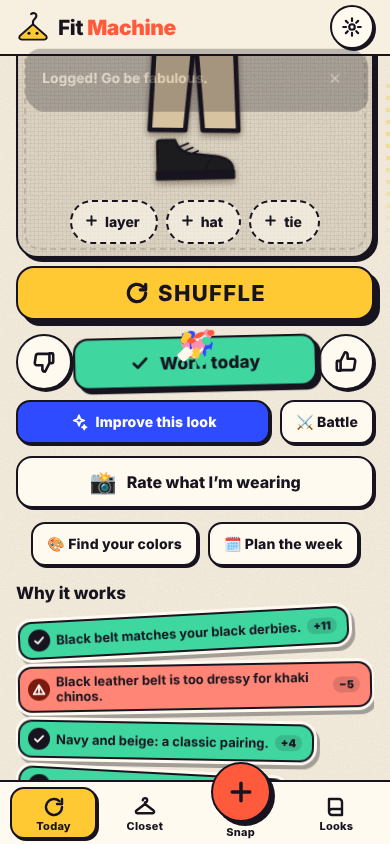 Fit Machine
Logged! Go be fabulous.
+ layer
+ hat
+ tie
SHUFFLE
Worn today
Improve this look
Battle
Rate what I’m wearing
Find your colors
Plan the week
Why it works
Black belt matches your black derbies. +11
Black leather belt is too dressy for khaki −5
chinos.
Navy and beige: a classic pairing. +4
Today
Closet
Snap
Looks